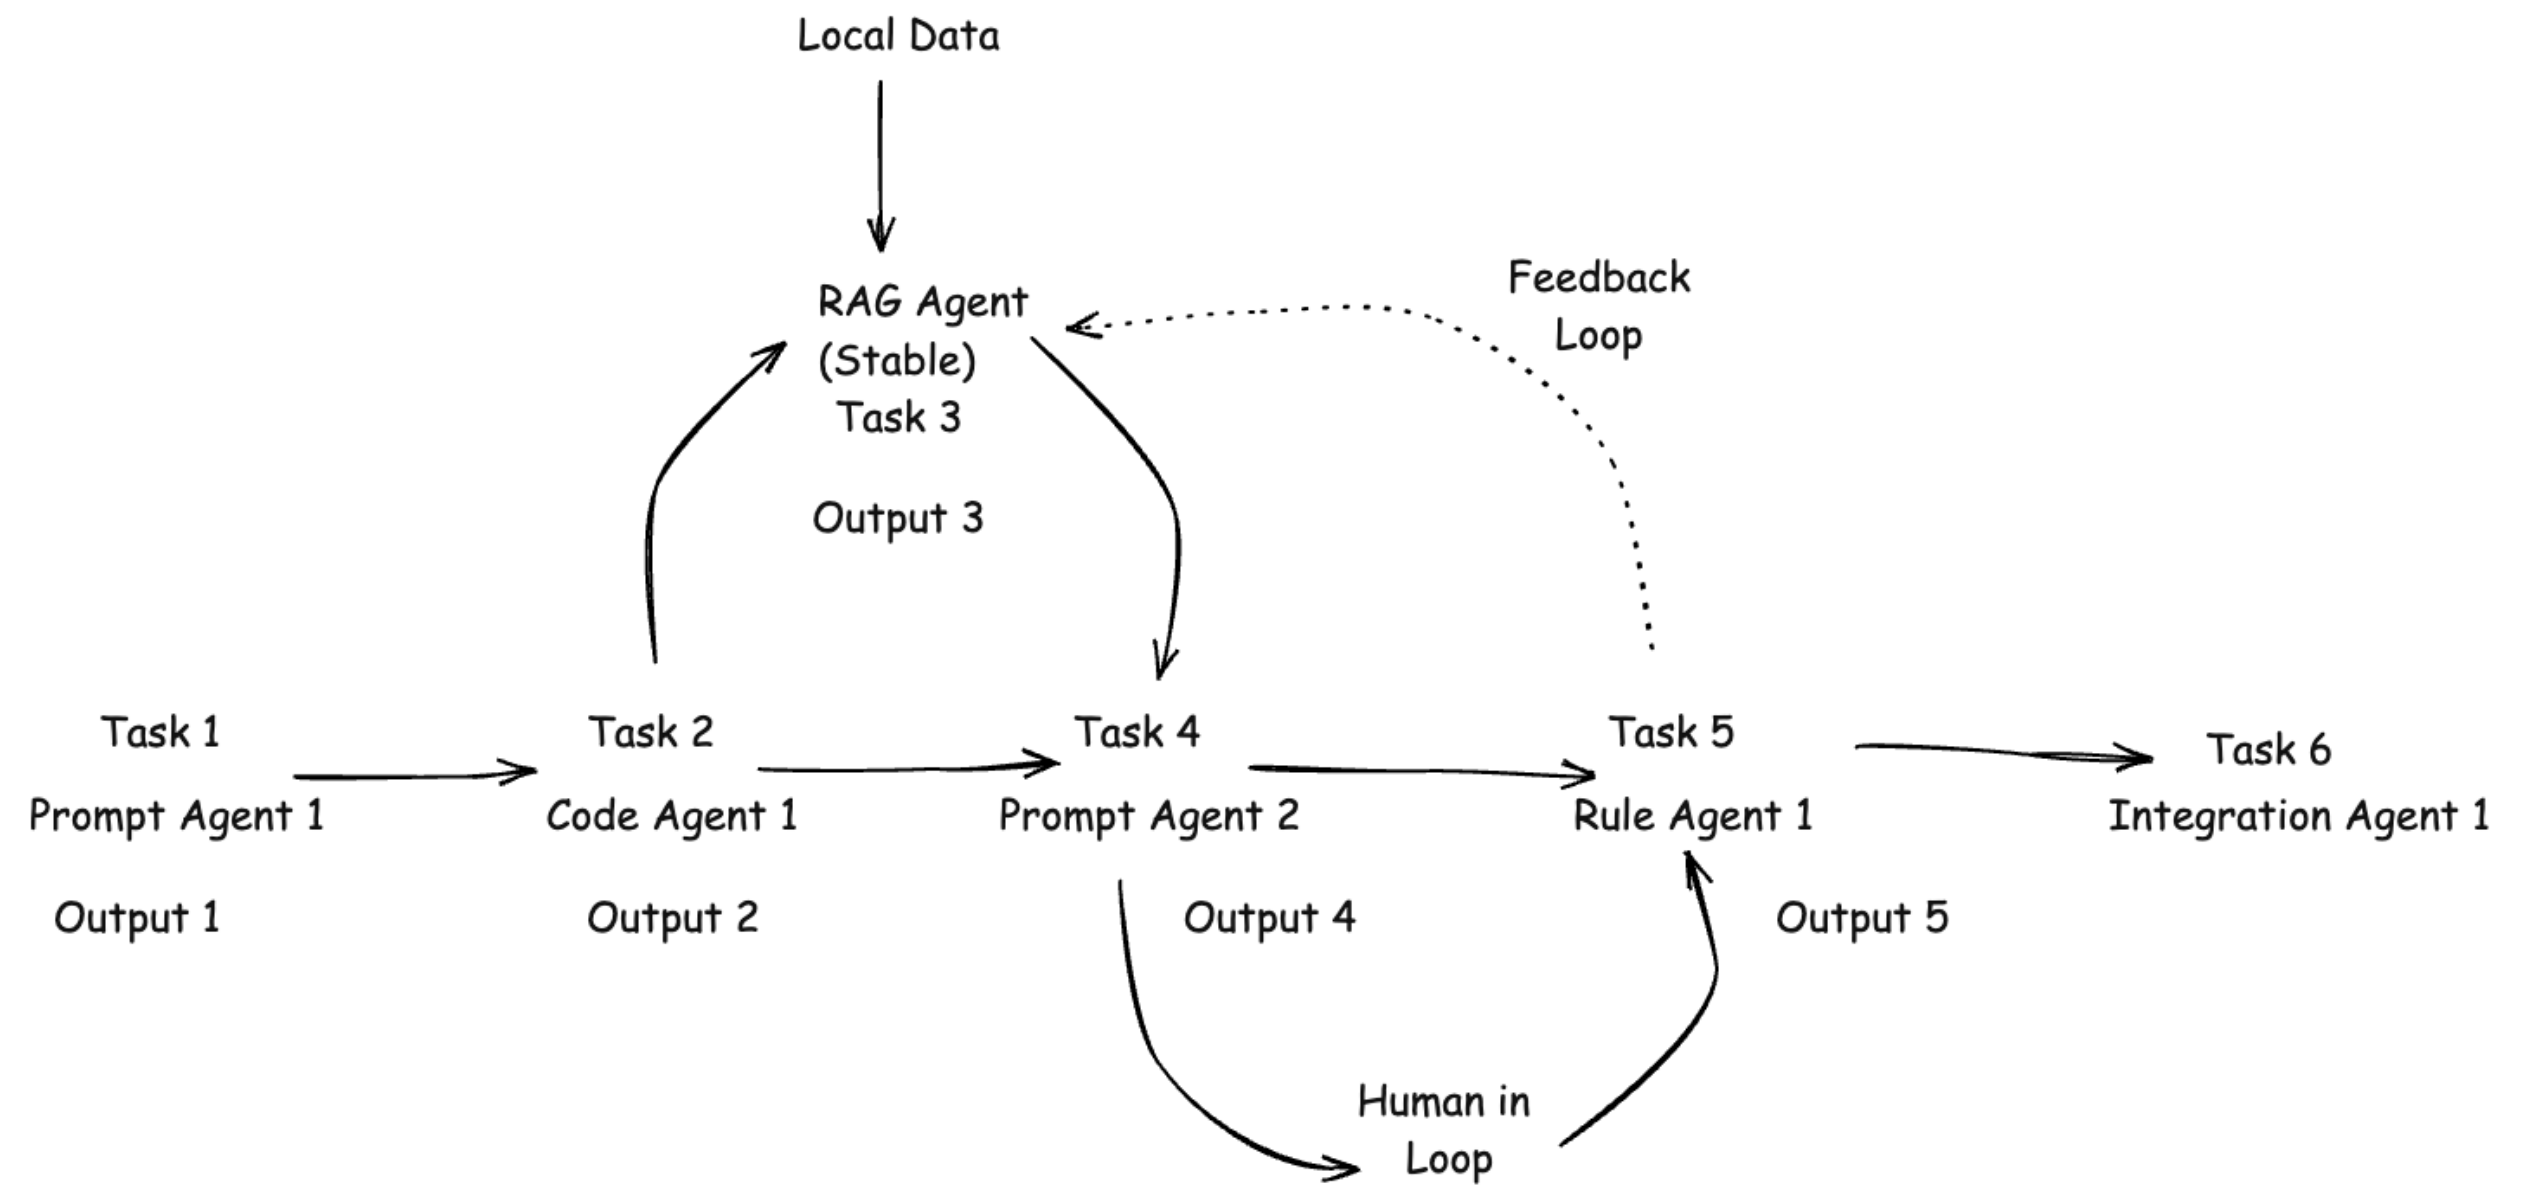 Local Data
RAG Agent
(Stable)
Task 3
Output 3
Feedback
Loop
Task 1
Prompt Agent 1
Output 1
Task 2
Code Agent 1
Output 2
Task 4
Prompt Agent 2
Output 4
Task 5
Rule Agent 1
Output 5
Task 6
Integration Agent 1
Human in
Loop